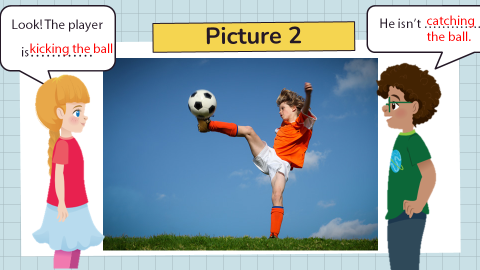 Look! The player
is kicking the ball
Picture 2
He isn't catching
the ball.